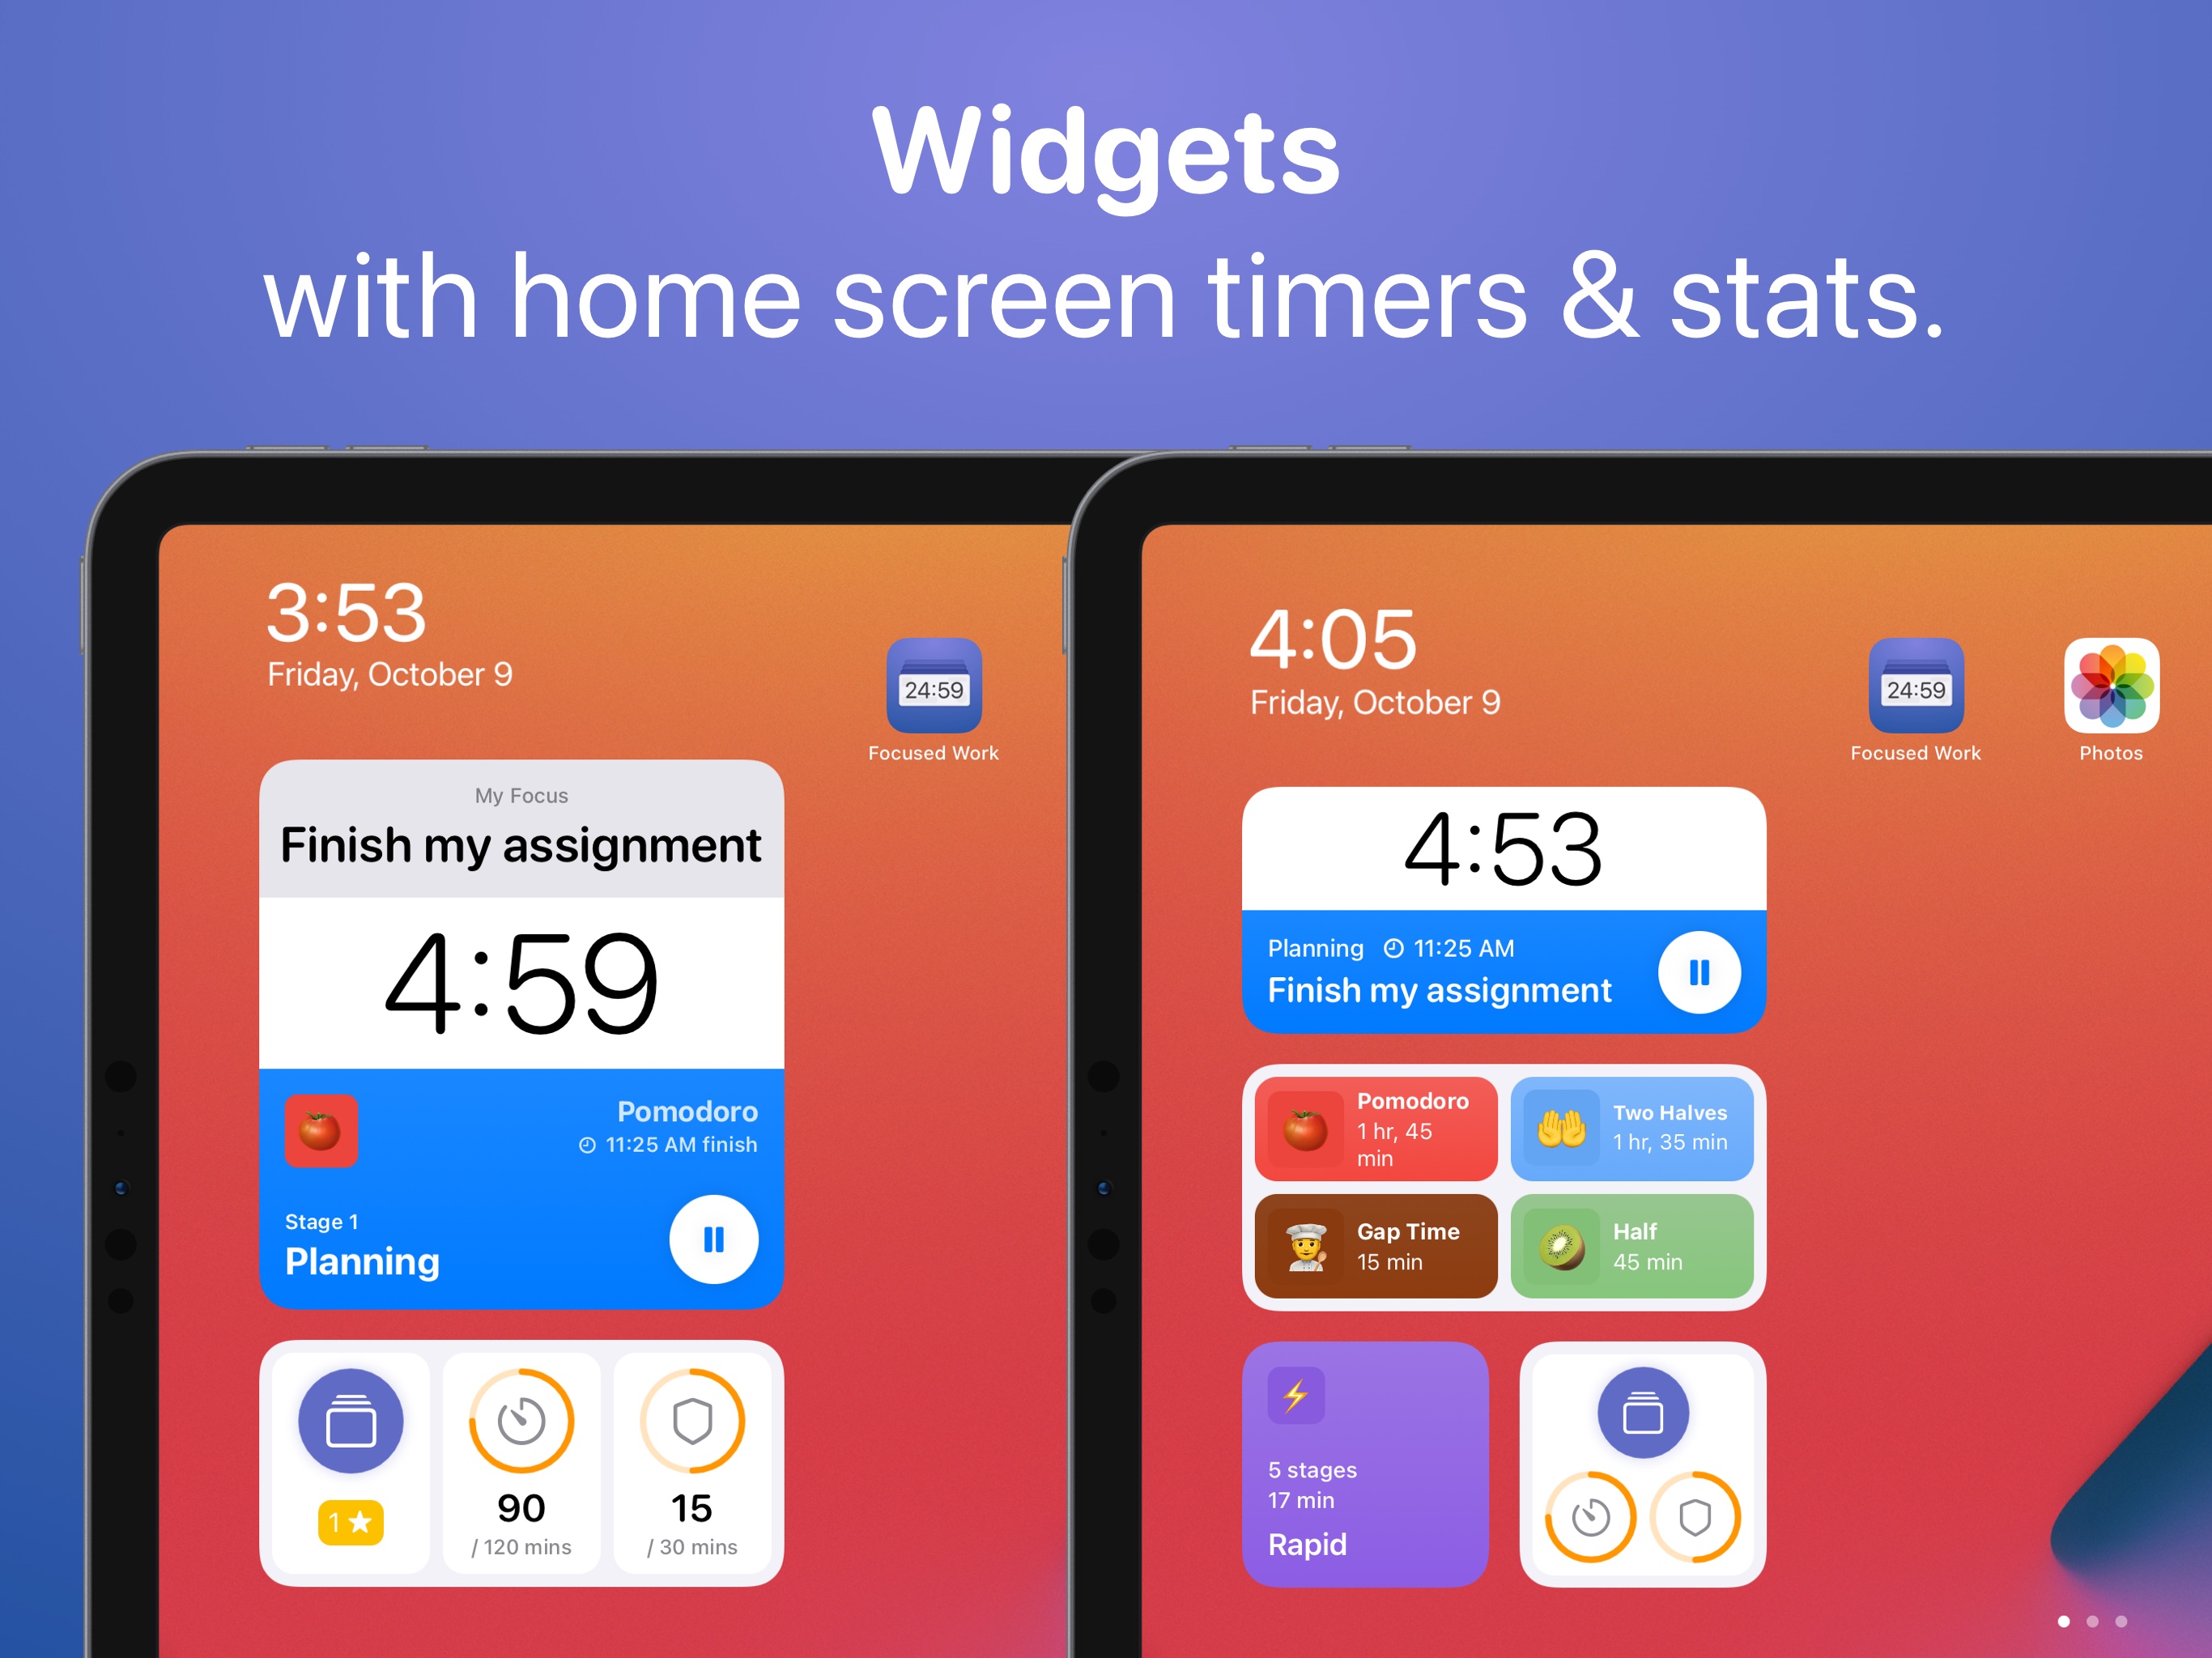 Widgets
with home screen timers & stats.
3:53
Friday, October 9
24:59
Focused Work
My Focus
Finish my assignment
4:59
Pomodoro
11:25 AM finish
Stage 1
Planning
1
90
/ 120 mins
15
/ 30 mins
4:05
Friday, October 9
24:59
Focused Work
Photos
4:53
Planning 11:25 AM
Finish my assignment
Pomodoro
1 hr, 45
min
Two Halves
1 hr, 35 min
Gap Time
15 min
Half
45 min
5 stages
17 min
Rapid